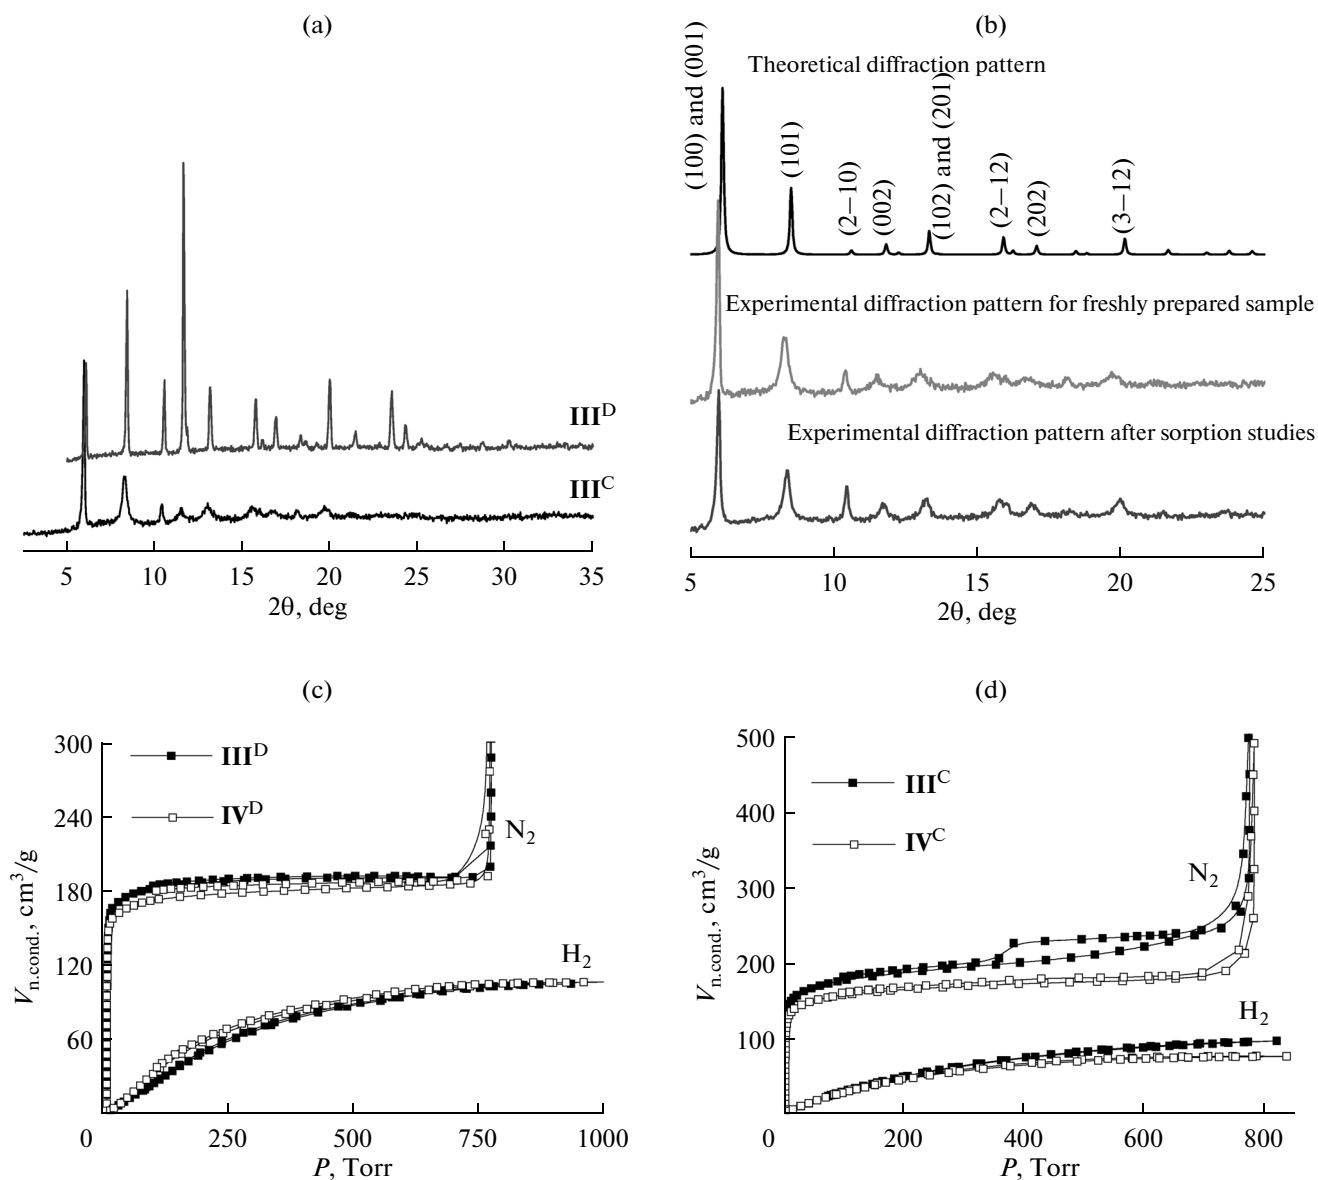 (a)
III^D
III^C
5 10 15 20 25 30 35
2θ, deg
(b)
Theoretical diffraction pattern
(100) and (001)
(101)
(2−10)
(002)
(102) and (201)
(2−12)
(202)
(3−12)
Experimental diffraction pattern for freshly prepared sample
Experimental diffraction pattern after sorption studies
5 10 15 20 25
2θ, deg
(c)
III^D
IV^D
N₂
H₂
300
240
180
120
60
V_n.cond., cm³/g
0 250 500 750 1000
P, Torr
(d)
III^C
IV^C
N₂
H₂
500
400
300
200
100
V_n.cond., cm³/g
0 200 400 600 800
P, Torr